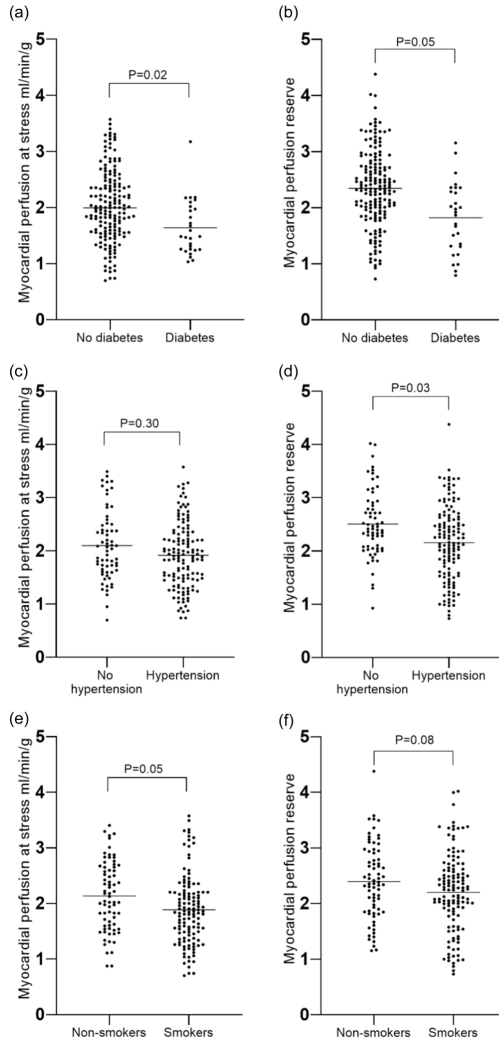 (a)
Myocardial perfusion at stress ml/min/g
5
4
3
2
1
0
P=0.02
No diabetes
Diabetes
(b)
Myocardial perfusion reserve
5
4
3
2
1
0
P=0.05
No diabetes
Diabetes
(c)
Myocardial perfusion at stress ml/min/g
5
4
3
2
1
0
P=0.30
No
hypertension
Hypertension
(d)
Myocardial perfusion reserve
5
4
3
2
1
0
P=0.03
No
hypertension
Hypertension
(e)
Myocardial perfusion at stress ml/min/g
5
4
3
2
1
0
P=0.05
Non-smokers
Smokers
(f)
Myocardial perfusion reserve
5
4
3
2
1
0
P=0.08
Non-smokers
Smokers